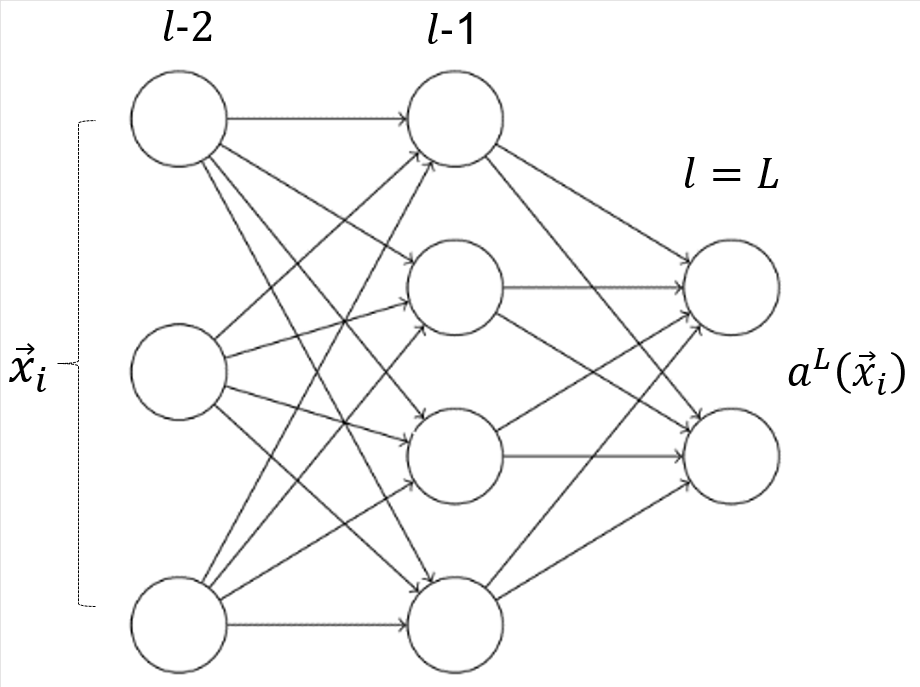 l-2
l-1
l = L
x⃗ᵢ
aᴸ(x⃗ᵢ)